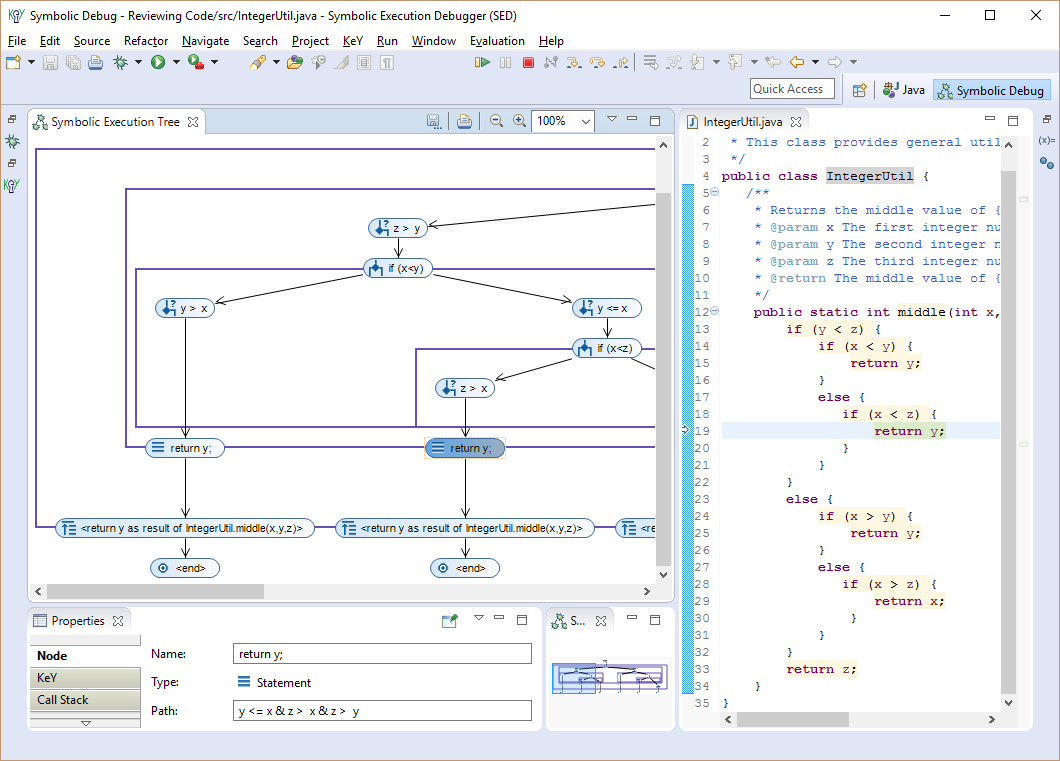 Symbolic Debug - Reviewing Code/src/IntegerUtil.java - Symbolic Execution Debugger (SED)
File Edit Source Refactor Navigate Search Project KeY Run Window Evaluation Help
Quick Access Java Symbolic Debug
Symbolic Execution Tree
100%
z > y
if (x<y)
y > x
y <= x
if (x<z)
z > x
return y;
return y;
<return y as result of IntegerUtil.middle(x,y,z)>
<return y as result of IntegerUtil.middle(x,y,z)>
<re
<end>
<end>
Properties
Node
KeY
Call Stack
Name: return y;
Type: Statement
Path: y <= x & z > x & z > y
S...
IntegerUtil.java
2 * This class provides general util
3 */
4 public class IntegerUtil {
5 /**
6 * Returns the middle value of {
7 * @param x The first integer nu
8 * @param y The second integer n
9 * @param z The third integer nu
10 * @return The middle value of {
11 */
12 public static int middle(int x,
13 if (y < z) {
14 if (x < y) {
15 return y;
16 }
17 else {
18 if (x < z) {
19 return y;
20 }
21 }
22 }
23 else {
24 if (x > y) {
25 return y;
26 }
27 else {
28 if (x > z) {
29 return x;
30 }
31 }
32 }
33 return z;
34 }
35 }
(x)=
KeY